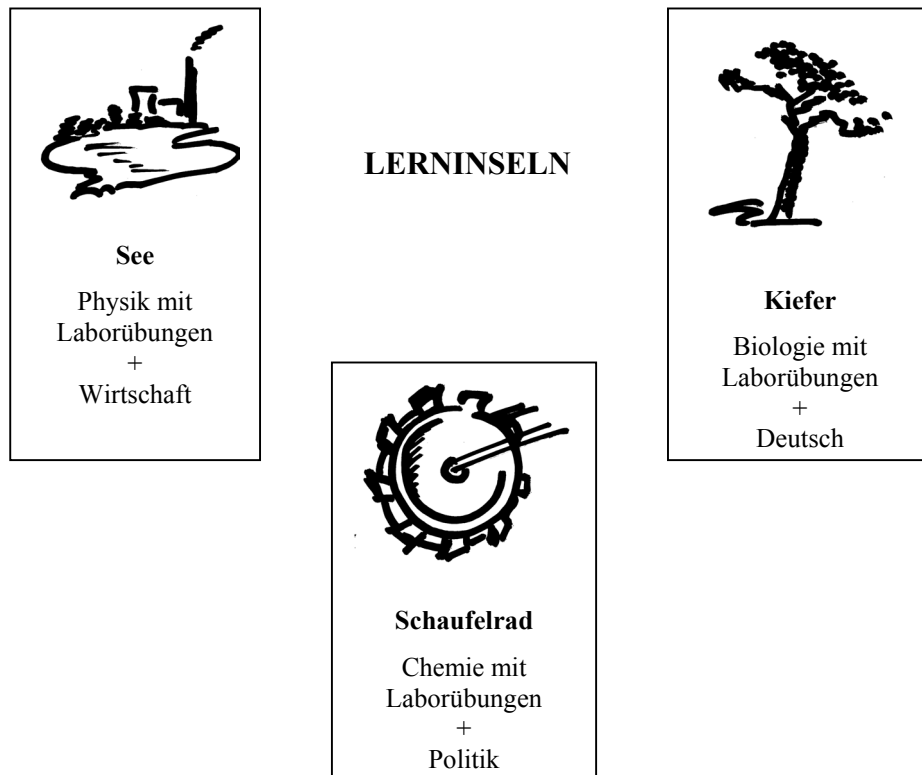 LERNINSELN
See
Physik mit
Laborübungen
+
Wirtschaft
Kiefer
Biologie mit
Laborübungen
+
Deutsch
Schaufelrad
Chemie mit
Laborübungen
+
Politik